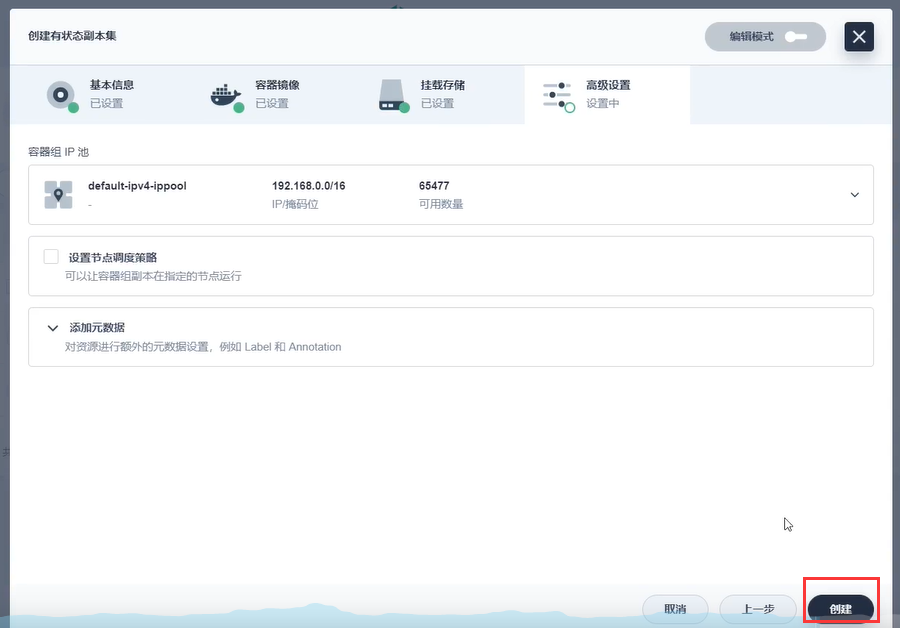 创建有状态副本集
编辑模式
基本信息
已设置
容器镜像
已设置
挂载存储
已设置
高级设置
设置中
容器组 IP 池
default-ipv4-ippool
-
192.168.0.0/16
IP/掩码位
65477
可用数量
设置节点调度策略
可以让容器组副本在指定的节点运行
添加元数据
对资源进行额外的元数据设置，例如 Label 和 Annotation
取消
上一步
创建